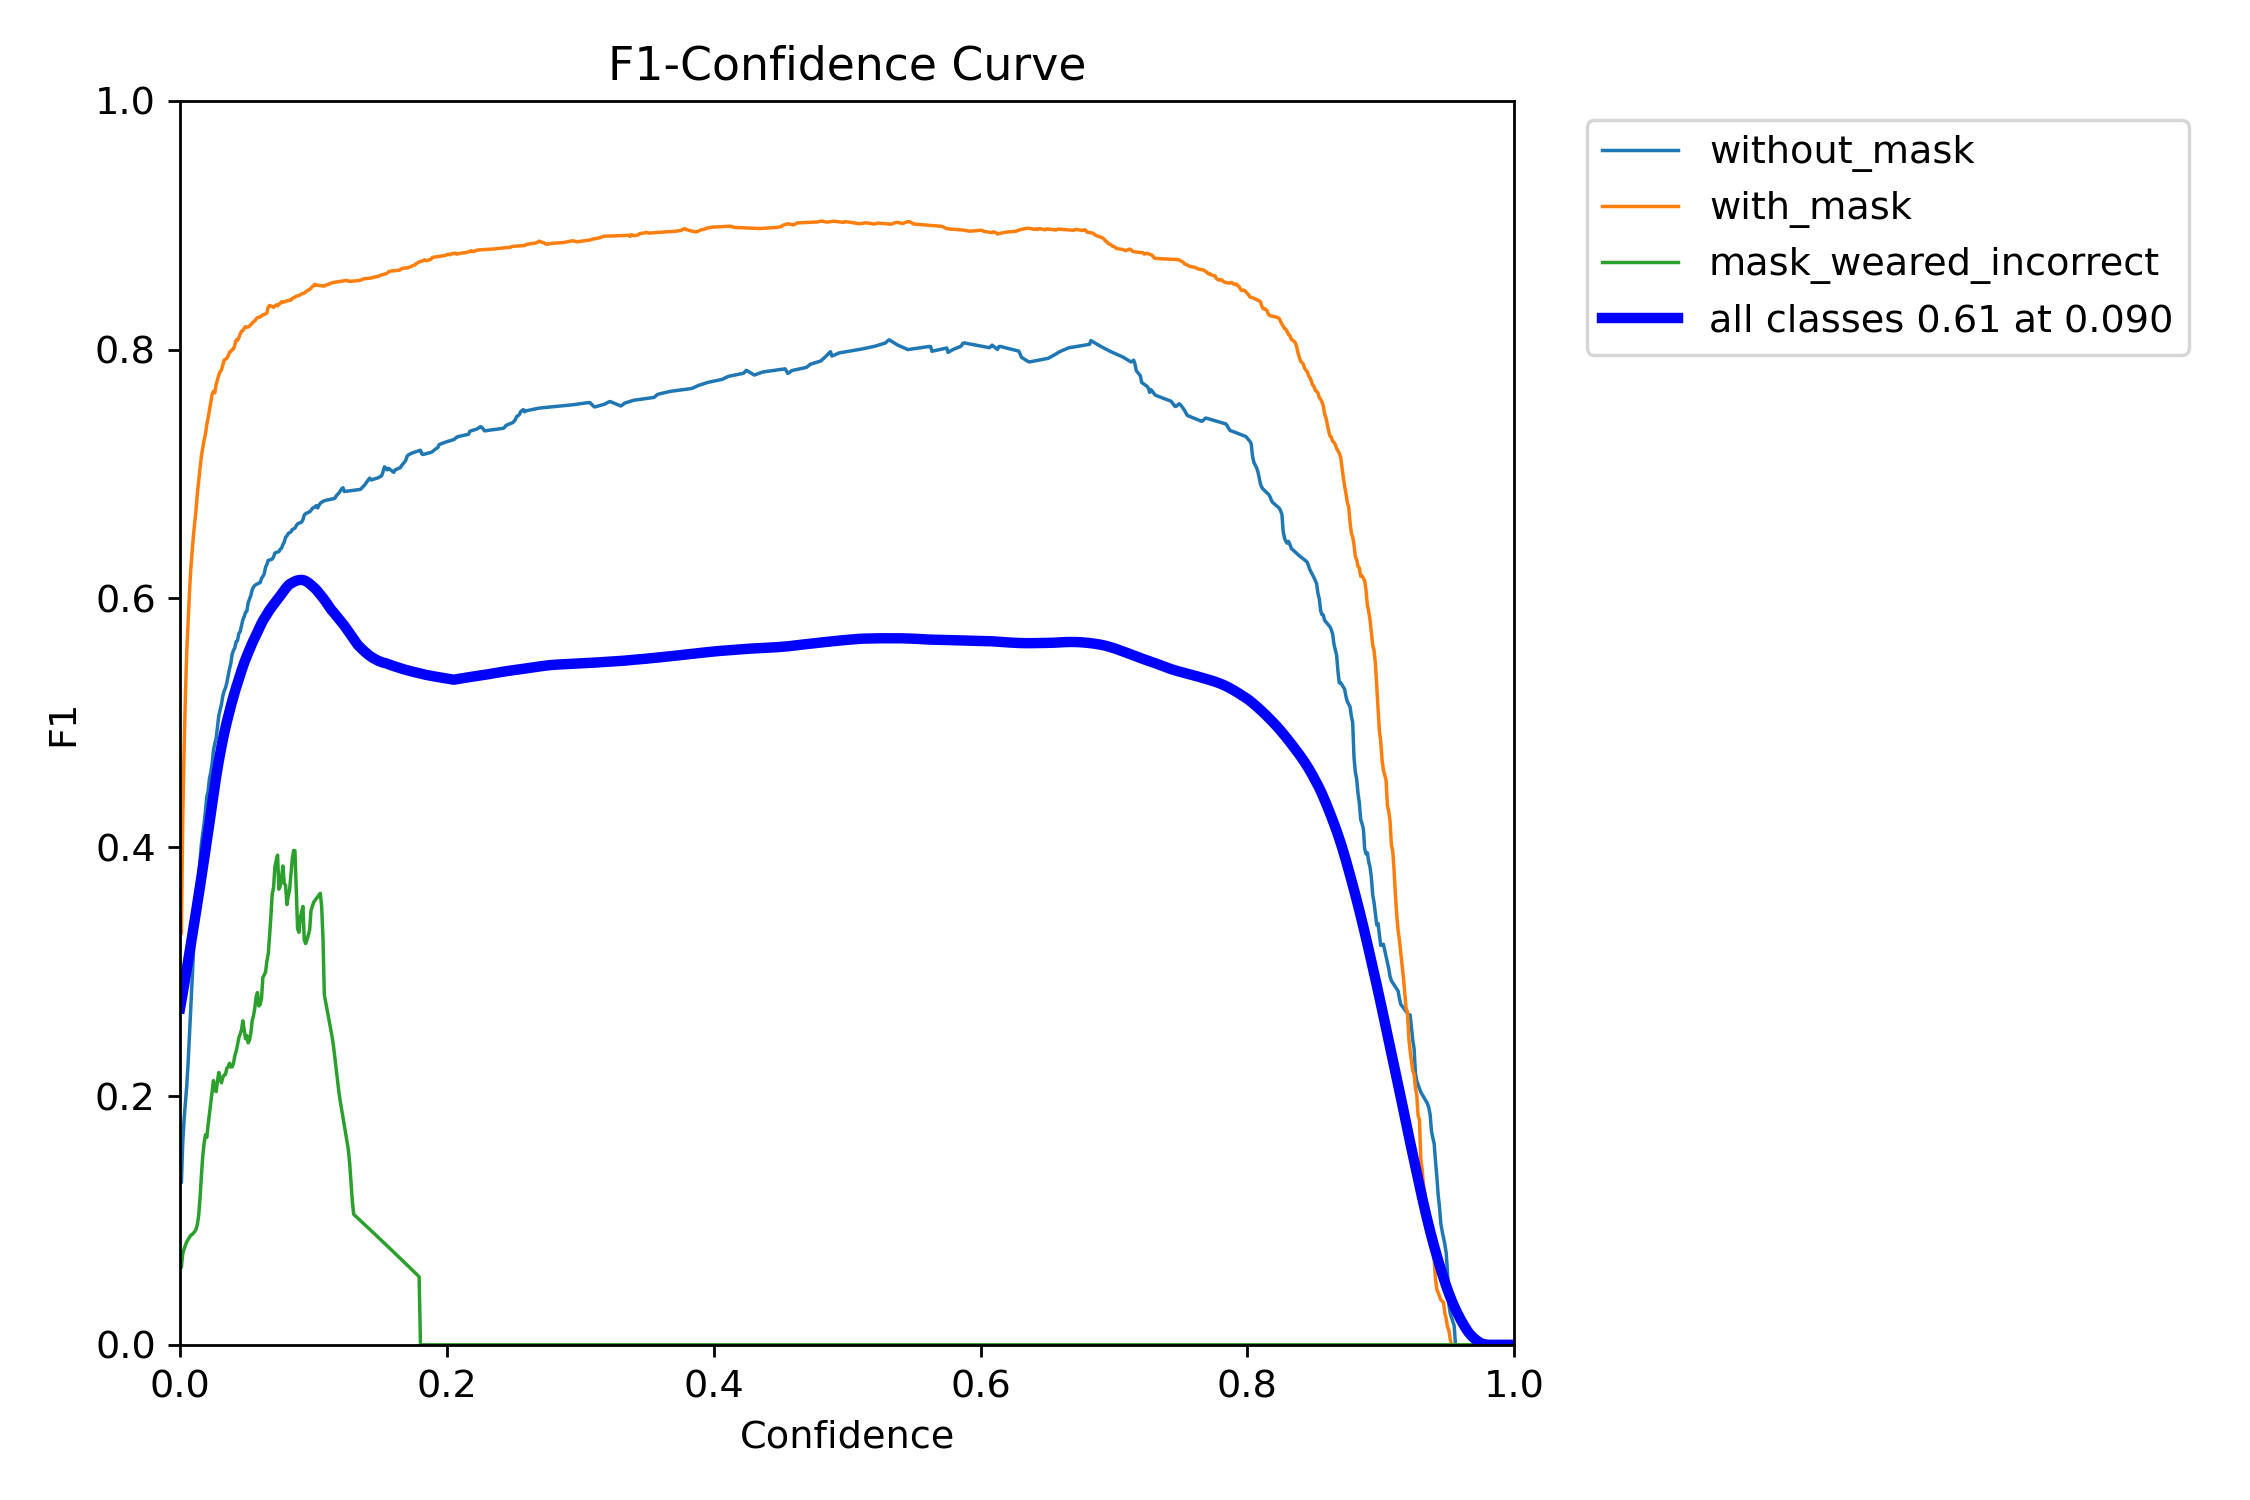 F1-Confidence Curve
1.0
0.8
0.6
0.4
0.2
0.0
F1
0.0 0.2 0.4 0.6 0.8 1.0
Confidence
without_mask
with_mask
mask_weared_incorrect
all classes 0.61 at 0.090